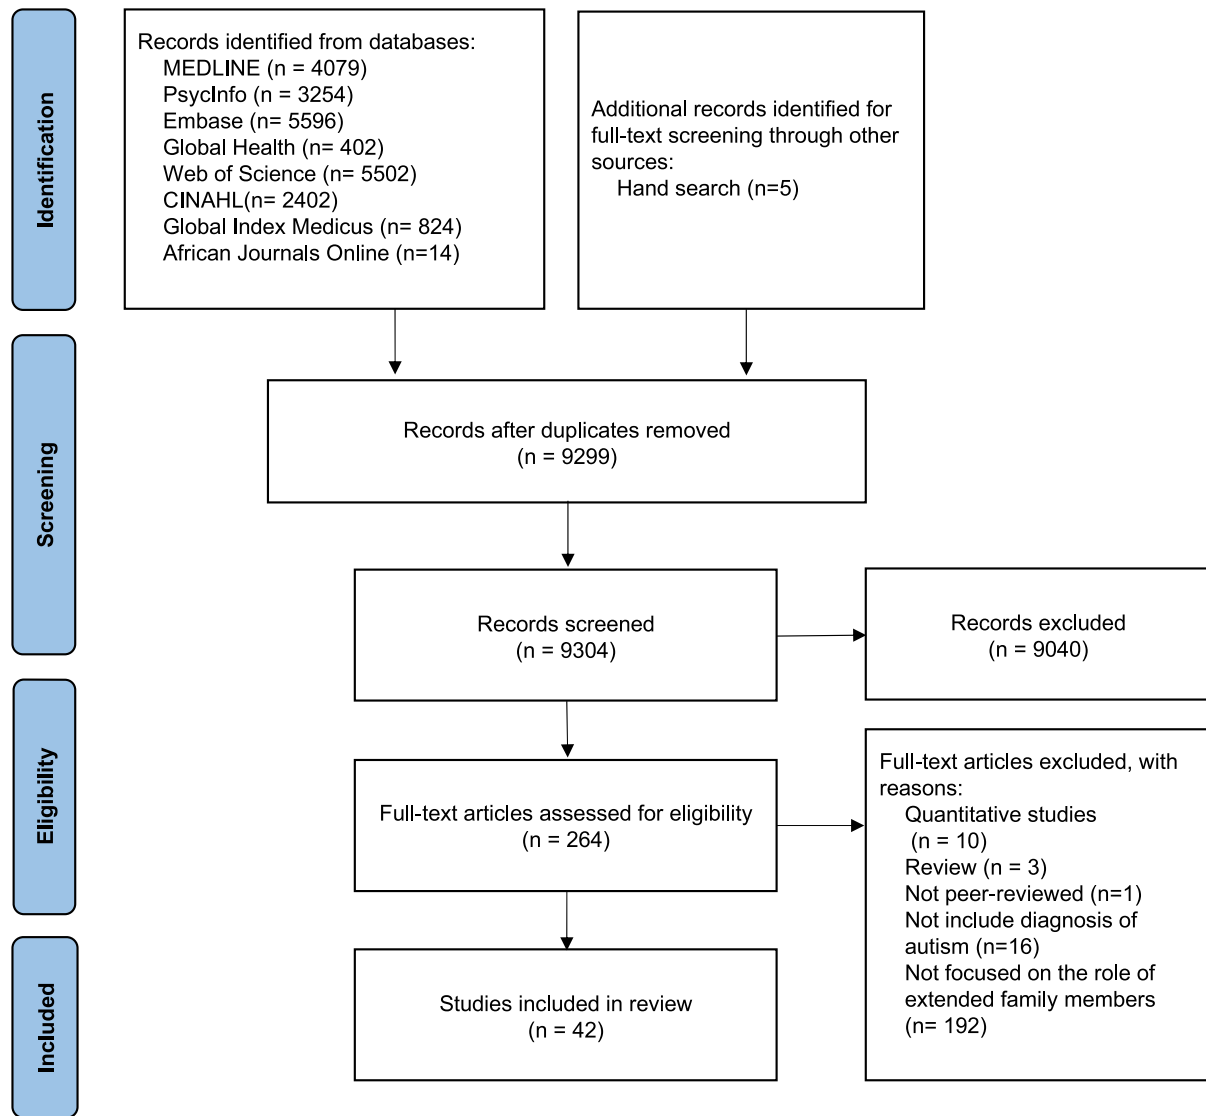 Identification
Records identified from databases:
MEDLINE (n = 4079)
PsycInfo (n = 3254)
Embase (n= 5596)
Global Health (n= 402)
Web of Science (n= 5502)
CINAHL(n= 2402)
Global Index Medicus (n= 824)
African Journals Online (n=14)
Additional records identified for
full-text screening through other
sources:
Hand search (n=5)
Screening
Records after duplicates removed
(n = 9299)
Records screened
(n = 9304)
Records excluded
(n = 9040)
Eligibility
Full-text articles assessed for eligibility
(n = 264)
Full-text articles excluded, with
reasons:
Quantitative studies
(n = 10)
Review (n = 3)
Not peer-reviewed (n=1)
Not include diagnosis of
autism (n=16)
Not focused on the role of
extended family members
(n= 192)
Included
Studies included in review
(n = 42)